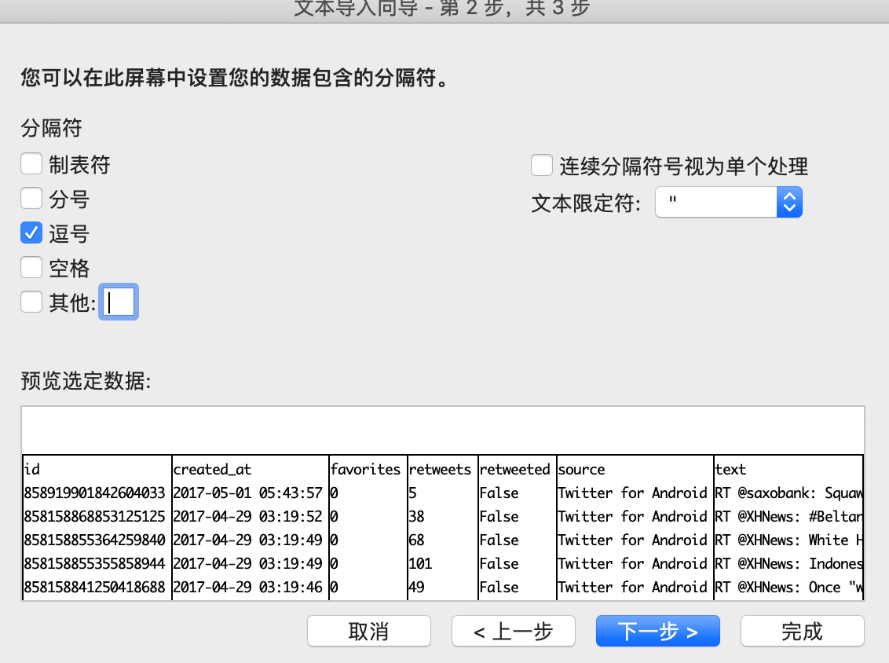 文本导入向导 - 第 2 步，共 3 步
您可以在此屏幕中设置您的数据包含的分隔符。
分隔符
制表符
连续分隔符号视为单个处理
分号
文本限定符: "
逗号
空格
其他:
预览选定数据:
id created_at favorites retweets retweeted source text
858919901842604033 2017-05-01 05:43:57 0 5 False Twitter for Android RT @saxobank: Squaw
858158868853125125 2017-04-29 03:19:52 0 38 False Twitter for Android RT @XHNews: #Beltan
858158855364259840 2017-04-29 03:19:49 0 68 False Twitter for Android RT @XHNews: White H
858158855355858944 2017-04-29 03:19:49 0 101 False Twitter for Android RT @XHNews: Indones
858158841250418688 2017-04-29 03:19:46 0 49 False Twitter for Android RT @XHNews: Once "w
取消 < 上一步 下一步 > 完成